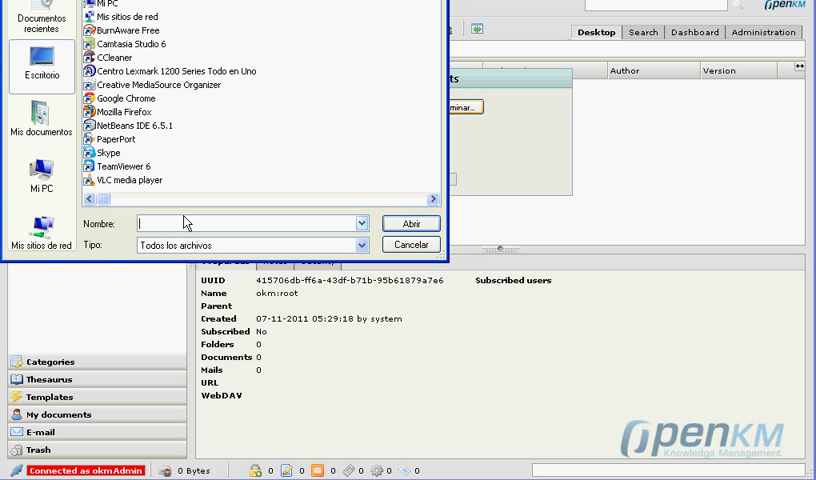 Documentos
recientes
Escritorio
Mis documentos
Mi PC
Mis sitios de red
Mi PC
Mis sitios de red
BurnAware Free
Camtasia Studio 6
CCleaner
Centro Lexmark 1200 Series Todo en Uno
Creative MediaSource Organizer
Google Chrome
Mozilla Firefox
NetBeans IDE 6.5.1
PaperPort
Skype
TeamViewer 6
VLC media player
Nombre:
Abrir
Tipo: Todos los archivos
Cancelar
OpenKM
Desktop Search Dashboard Administration
Author Version
ts
minar...
UUID 415706db-ff6a-43df-b71b-95b61879a7e6 Subscribed users
Name okm:root
Parent
Created 07-11-2011 05:29:18 by system
Subscribed No
Folders 0
Documents 0
Mails 0
URL
WebDAV
Categories
Thesaurus
Templates
My documents
E-mail
Trash
OpenKM
Knowledge Management
Connected as okmAdmin 0 Bytes 0 0 0 0 0 0